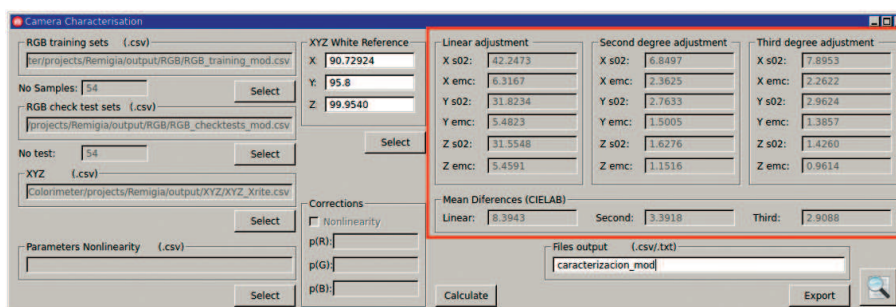 Camera Characterisation
RGB training sets (.csv)
ter/projects/Remigia/output/RGB/RGB_training_mod.csv
No Samples: 54
Select
RGB check test sets (.csv)
/projects/Remigia/output/RGB/RGB_checktests_mod.csv
No test: 54
Select
XYZ (.csv)
Colorimeter/projects/Remigia/output/XYZ/XYZ_Xrite.csv
Select
Parameters Nonlinearity (.csv)
Select
XYZ White Reference
X: 90.72924
Y: 95.8
Z: 99.9540
Select
Corrections
Nonlinearity
p(R):
p(G):
p(B):
Linear adjustment
X s02: 42.2473
X emc: 6.3167
Y s02: 31.8234
Y emc: 5.4823
Z s02: 31.5548
Z emc: 5.4591
Second degree adjustment
X s02: 6.8497
X emc: 2.3625
Y s02: 2.7633
Y emc: 1.5005
Z s02: 1.6276
Z emc: 1.1516
Third degree adjustment
X s02: 7.8953
X emc: 2.2622
Y s02: 2.9624
Y emc: 1.3857
Z s02: 1.4260
Z emc: 0.9614
Mean Diferences (CIELAB)
Linear: 8.3943 Second: 3.3918 Third: 2.9088
Files output (.csv/.txt)
caracterizacion_mod
Calculate
Export